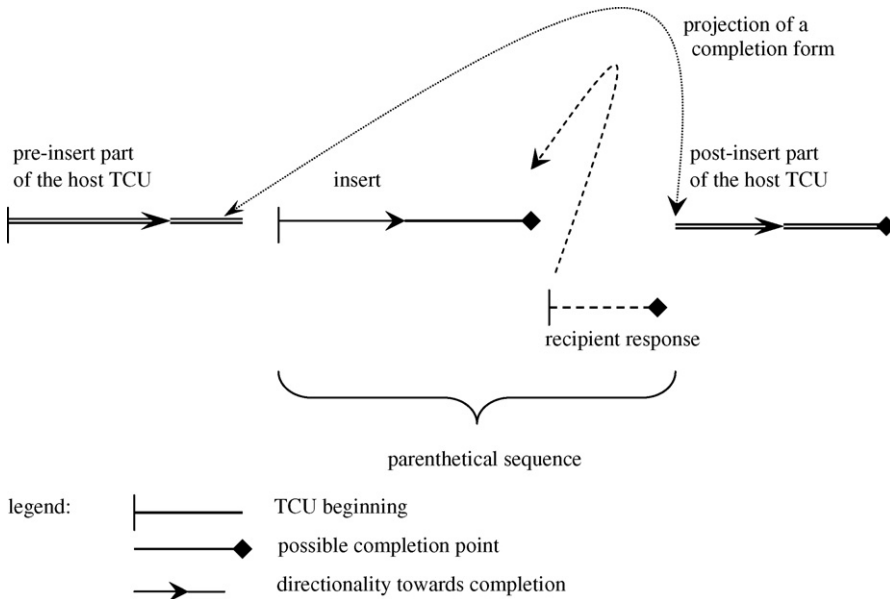 projection of a
completion form
pre-insert part
of the host TCU
insert
post-insert part
of the host TCU
recipient response
parenthetical sequence
legend:
TCU beginning
possible completion point
directionality towards completion